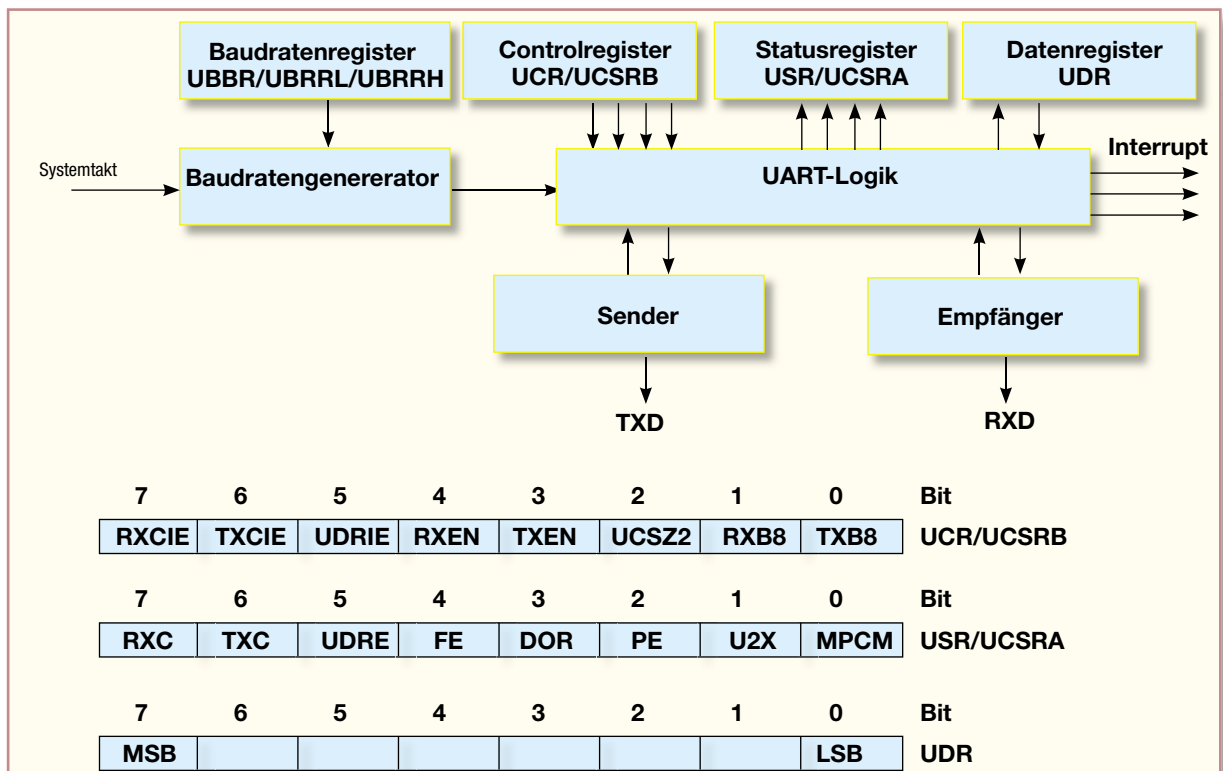 Baudratenregister
UBBR/UBRRL/UBRRH
Controlregister
UCR/UCSRB
Statusregister
USR/UCSRA
Datenregister
UDR
Systemtakt
Baudratengenererator
UART-Logik
Interrupt
Sender
Empfänger
TXD
RXD
7 6 5 4 3 2 1 0 Bit
RXCIE TXCIE UDRIE RXEN TXEN UCSZ2 RXB8 TXB8 UCR/UCSRB
7 6 5 4 3 2 1 0 Bit
RXC TXC UDRE FE DOR PE U2X MPCM USR/UCSRA
7 6 5 4 3 2 1 0 Bit
MSB LSB UDR